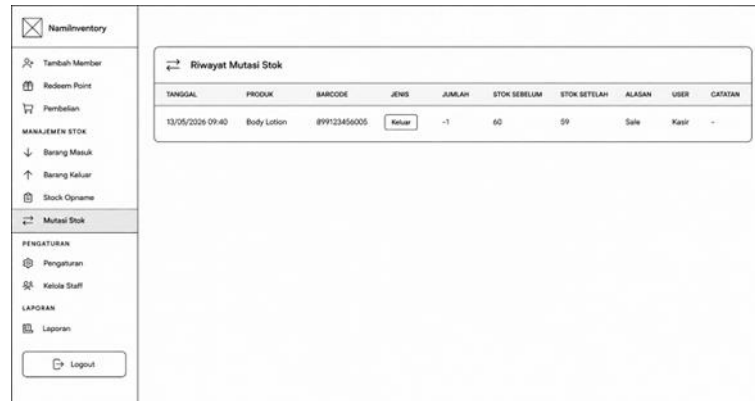 NamiInventory
Tambah Member
Redeem Point
Pembelian
MANAJEMEN STOK
Barang Masuk
Barang Keluar
Stock Opname
Mutasi Stok
PENGATURAN
Pengaturan
Kelola Staff
LAPORAN
Laporan
Logout
Riwayat Mutasi Stok
TANGGAL PRODUK BARCODE JENIS JUMLAH STOK SEBELUM STOK SETELAH ALASAN USER CATATAN
13/05/2026 09:40 Body Lotion 899123456005 Keluar -1 60 59 Sale Kasir -